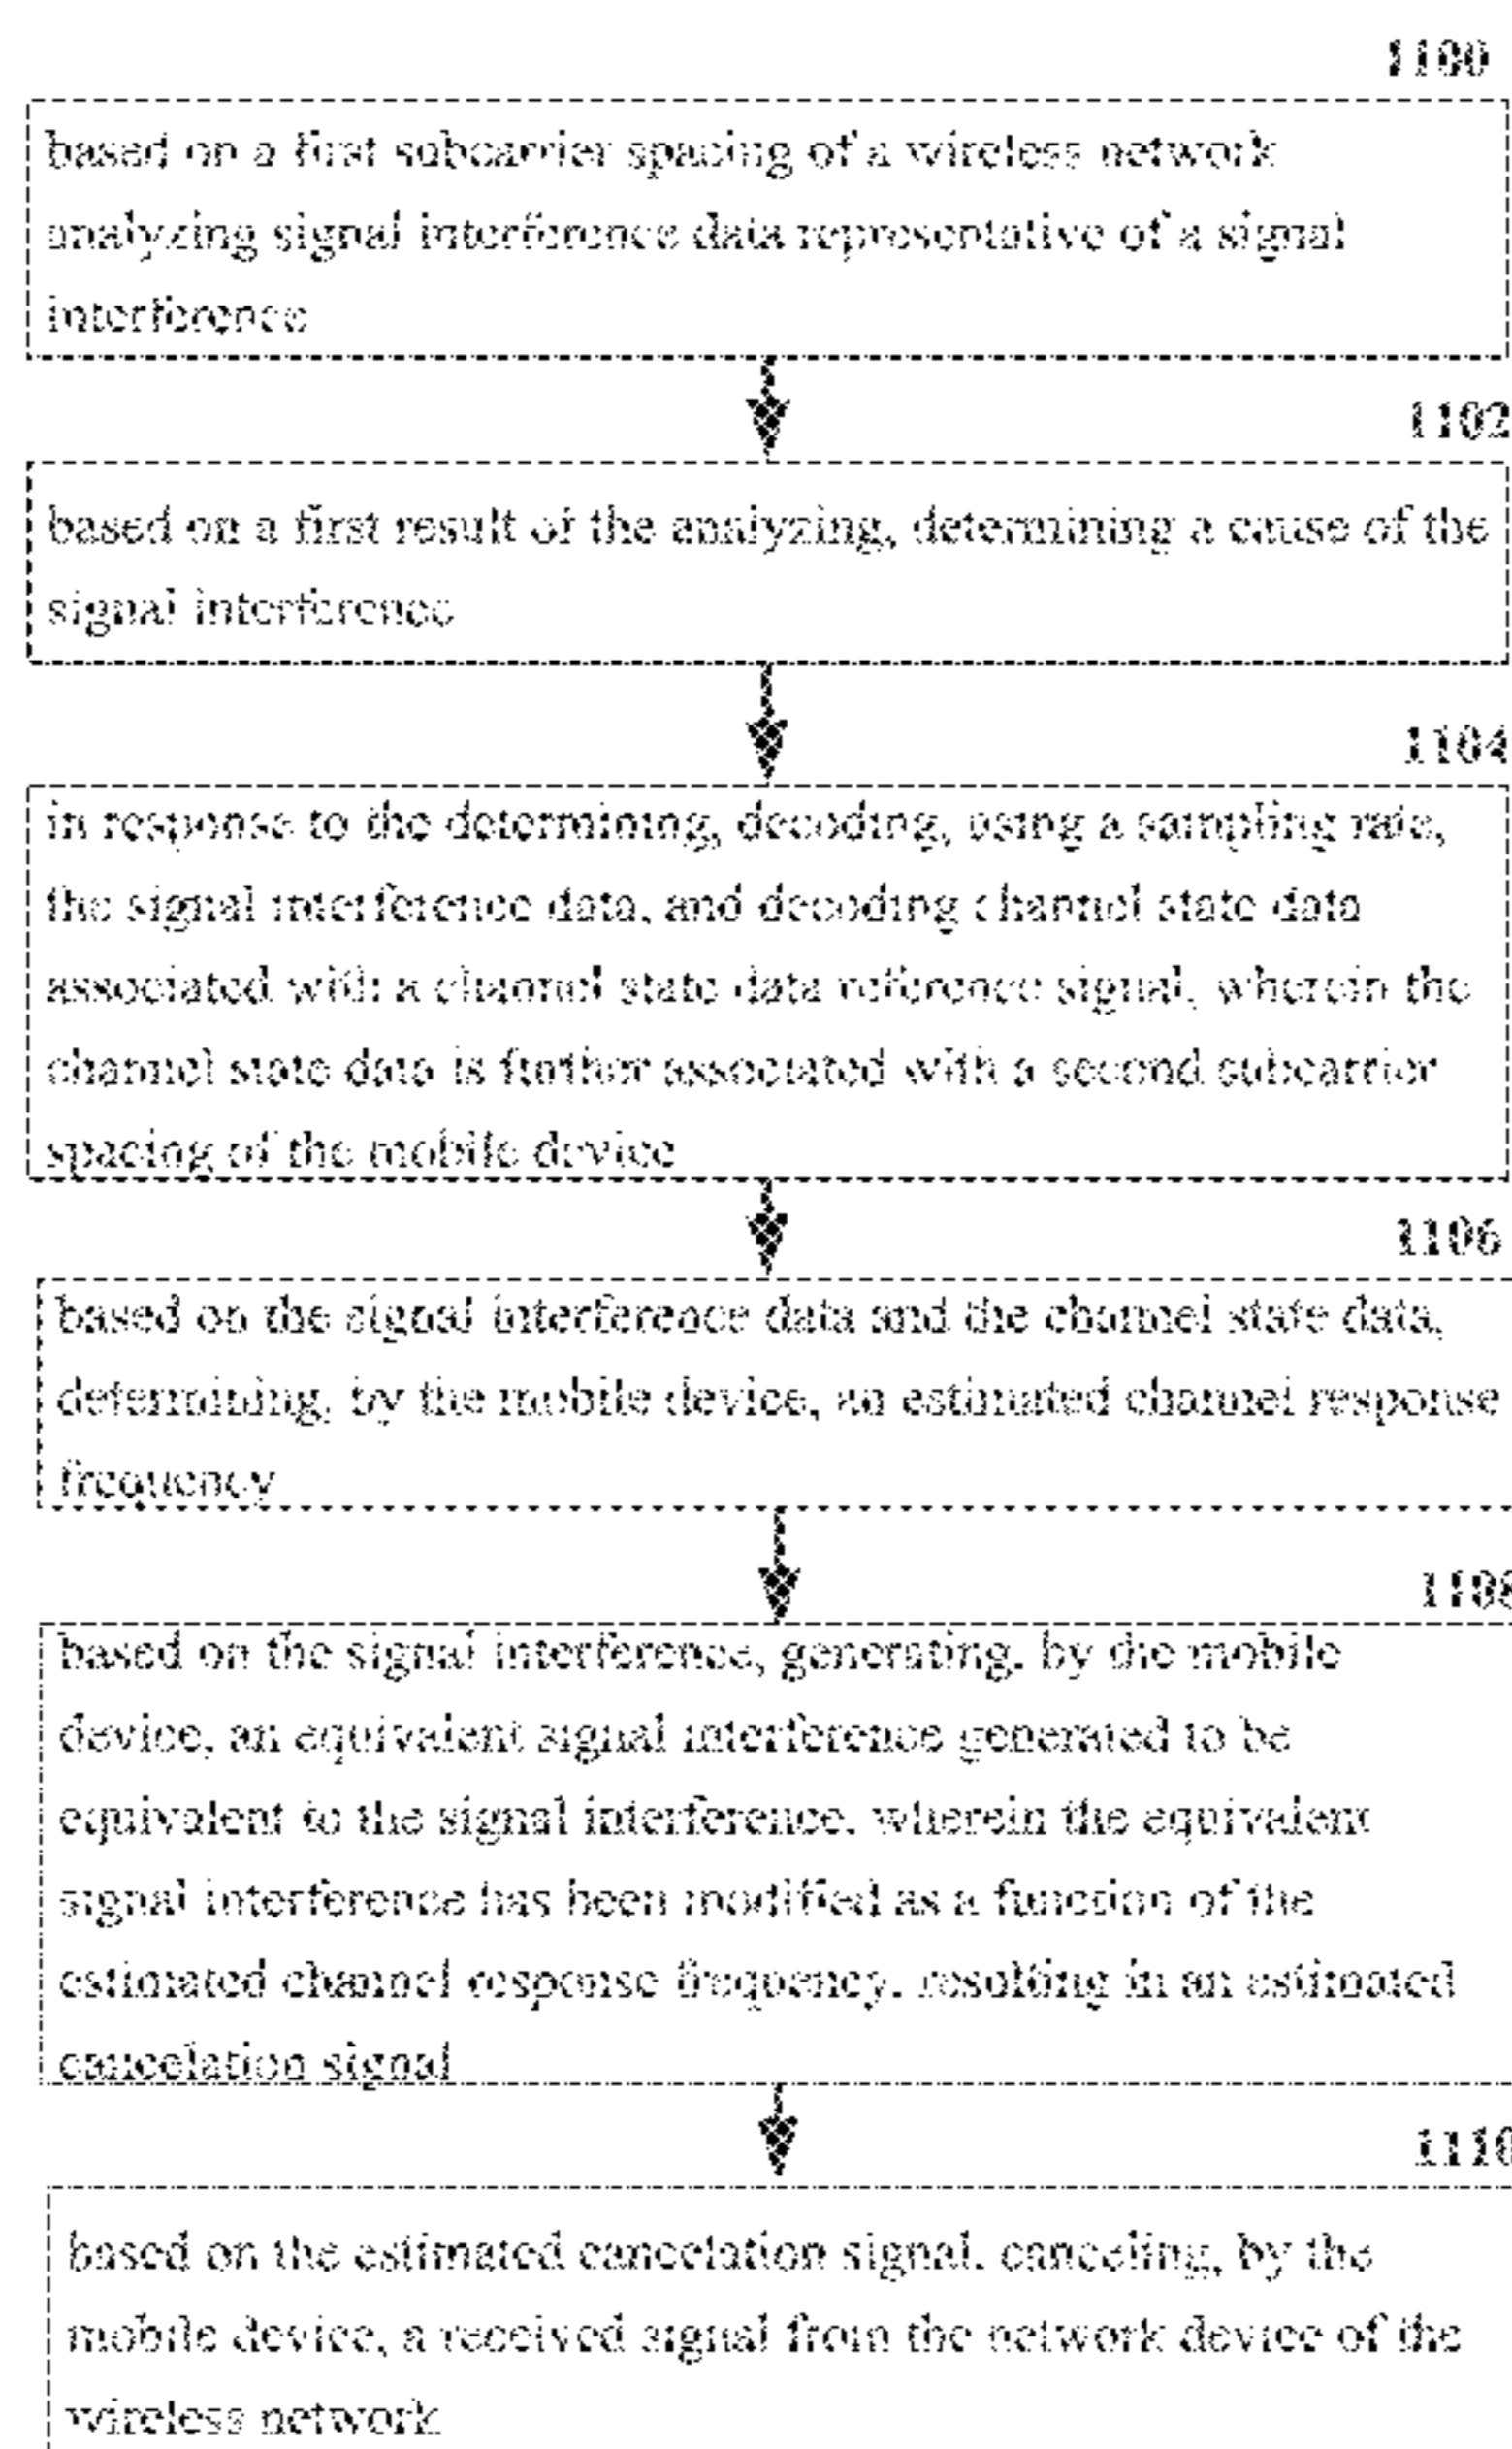 1100
based on a first subcarrier spacing of a wireless network
analyzing signal interference data representative of a signal
interference
1102
based on a first result of the analyzing, determining a cause of the
signal interference
1104
in response to the determining, decoding, using a sampling rate,
the signal interference data, and decoding channel state data
associated with a channel state data reference signal, wherein the
channel state data is further associated with a second subcarrier
spacing of the mobile device
1106
based on the signal interference data and the channel state data,
determining, by the mobile device, an estimated channel response
frequency
1108
based on the signal interference, generating, by the mobile
device, an equivalent signal interference generated to be
equivalent to the signal interference, wherein the equivalent
signal interference has been modified as a function of the
estimated channel response frequency, resulting in an estimated
cancelation signal
1110
based on the estimated cancelation signal, canceling, by the
mobile device, a received signal from the network device of the
wireless network